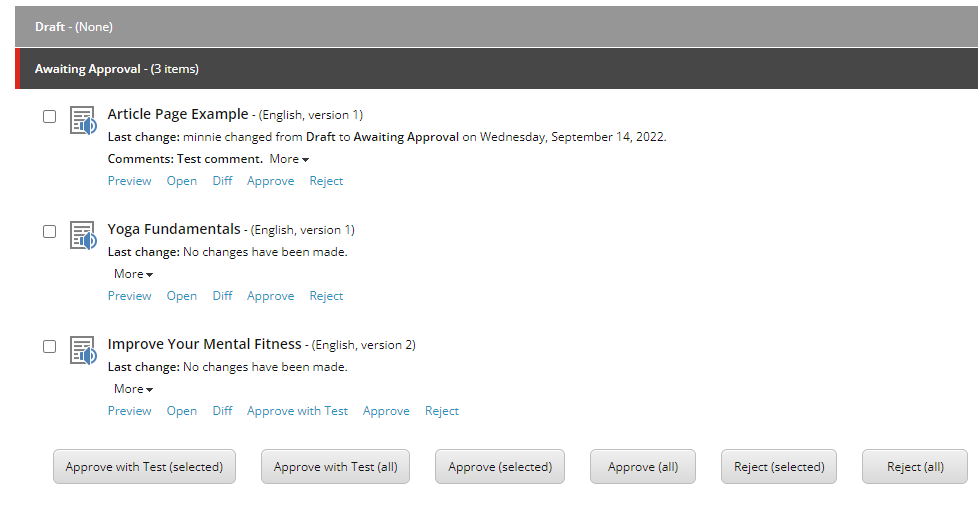 Draft - (None)
Awaiting Approval - (3 items)
Article Page Example - (English, version 1)
Last change: minnie changed from Draft to Awaiting Approval on Wednesday, September 14, 2022.
Comments: Test comment. More
Preview Open Diff Approve Reject
Yoga Fundamentals - (English, version 1)
Last change: No changes have been made.
More
Preview Open Diff Approve Reject
Improve Your Mental Fitness - (English, version 2)
Last change: No changes have been made.
More
Preview Open Diff Approve with Test Approve Reject
Approve with Test (selected) Approve with Test (all) Approve (selected) Approve (all) Reject (selected) Reject (all)